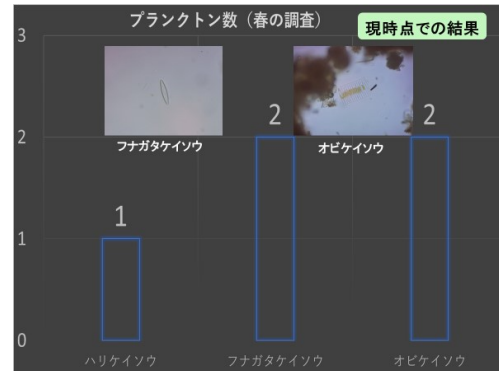 プランクトン数（春の調査）
現時点での結果
3
フナガタケイソウ
オビケイソウ
2
2
2
1
1
0
ハリケイソウ
フナガタケイソウ
オビケイソウ